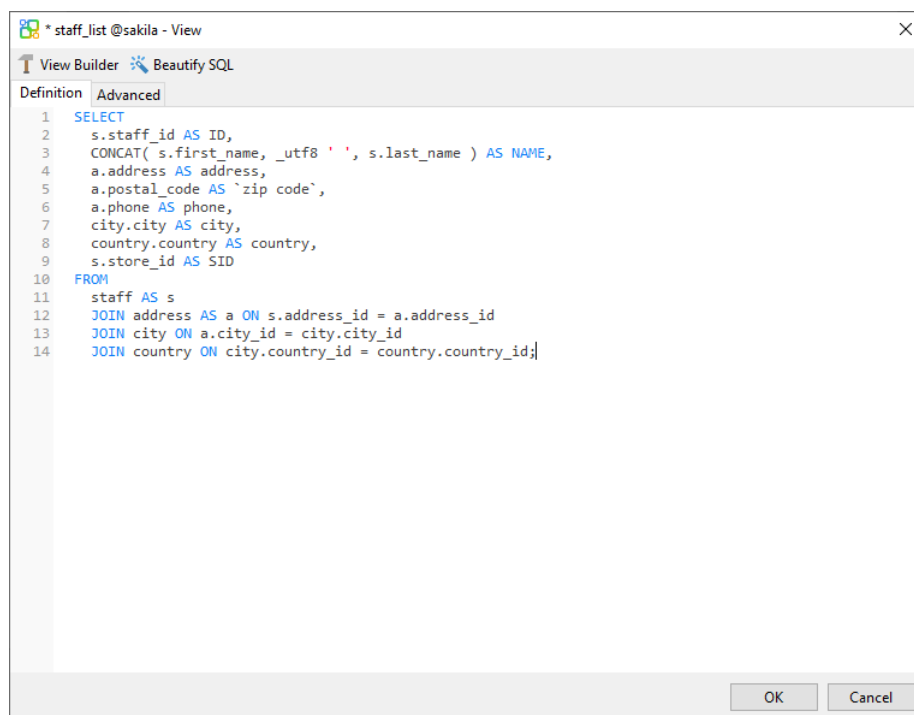 * staff_list @sakila - View
View Builder Beautify SQL
Definition Advanced
1 SELECT
2 s.staff_id AS ID,
3 CONCAT( s.first_name, _utf8 ' ', s.last_name ) AS NAME,
4 a.address AS address,
5 a.postal_code AS `zip code`,
6 a.phone AS phone,
7 city.city AS city,
8 country.country AS country,
9 s.store_id AS SID
10 FROM
11 staff AS s
12 JOIN address AS a ON s.address_id = a.address_id
13 JOIN city ON a.city_id = city.city_id
14 JOIN country ON city.country_id = country.country_id;
OK Cancel